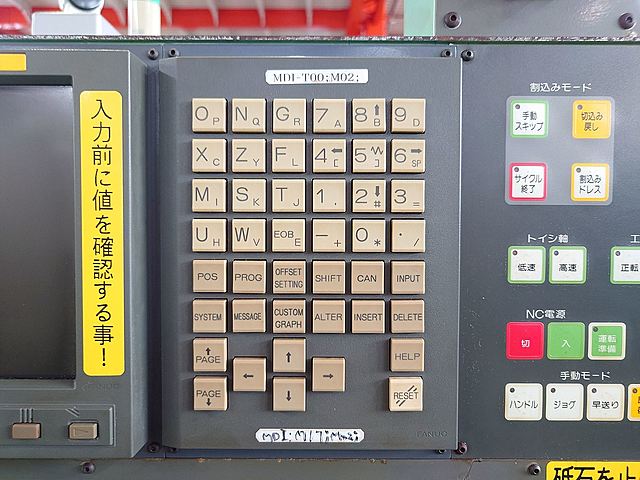 入力前に値を確認する事！
FANUC
MDI-T00;M02;
O P N Q G R 7 A 8 ↑ B 9 D
X C Z Y F L 4 ← [ 5 W ] 6 → SP
M I S K T J 1 , 2 ↓ # 3 =
U H W V EOB E - + 0 * . /
POS PROG OFFSET SETTING SHIFT CAN INPUT
SYSTEM MESSAGE CUSTOM GRAPH ALTER INSERT DELETE
↑ PAGE ↑ HELP
← →
PAGE ↓ ↓ RESET
FANUC
割込みモード
手動 スキップ
切込み 戻し
サイクル 終了
割込み ドレス
トイシ軸
低速 高速 正転
NC電源
切 入 運転 準備
手動モード
ハンドル ジョグ 早送り
砥石を止